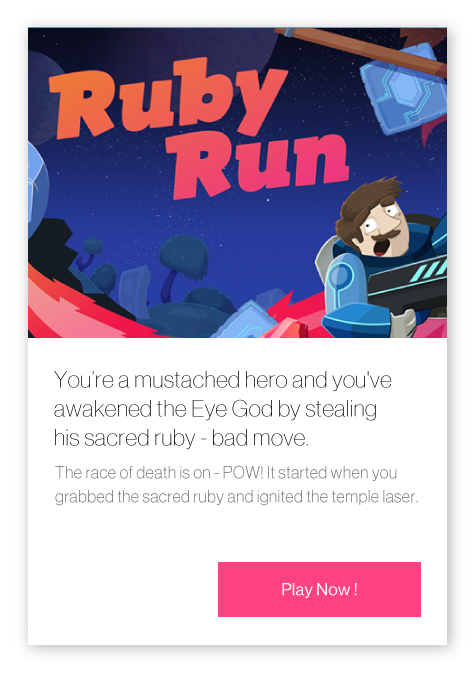 Ruby
Run
You’re a mustached hero and you've
awakened the Eye God by stealing
his sacred ruby - bad move.
The race of death is on - POW! It started when you
grabbed the sacred ruby and ignited the temple laser.
Play Now !